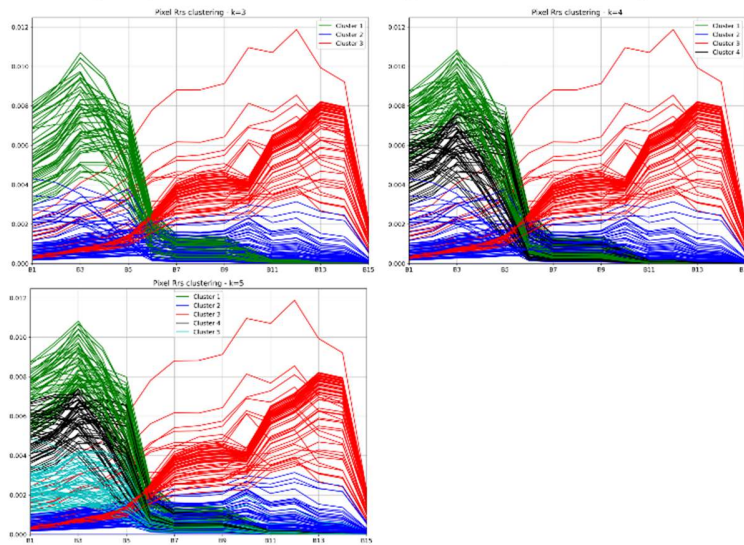 Pixel Rrs clustering - k=3
0.012
0.010
0.008
0.006
0.004
0.002
0.000
B1 B3 B5 B7 B9 B11 B13 B15
Cluster 1
Cluster 2
Cluster 3
Pixel Rrs clustering - k=4
0.012
0.010
0.008
0.006
0.004
0.002
0.000
B1 B3 B5 B7 B9 B11 B13
Cluster 1
Cluster 2
Cluster 3
Cluster 4
Pixel Rrs clustering - k=5
0.012
0.010
0.008
0.006
0.004
0.002
0.000
B1 B3 B5 B7 B9 B11 B13 B15
Cluster 1
Cluster 2
Cluster 3
Cluster 4
Cluster 5